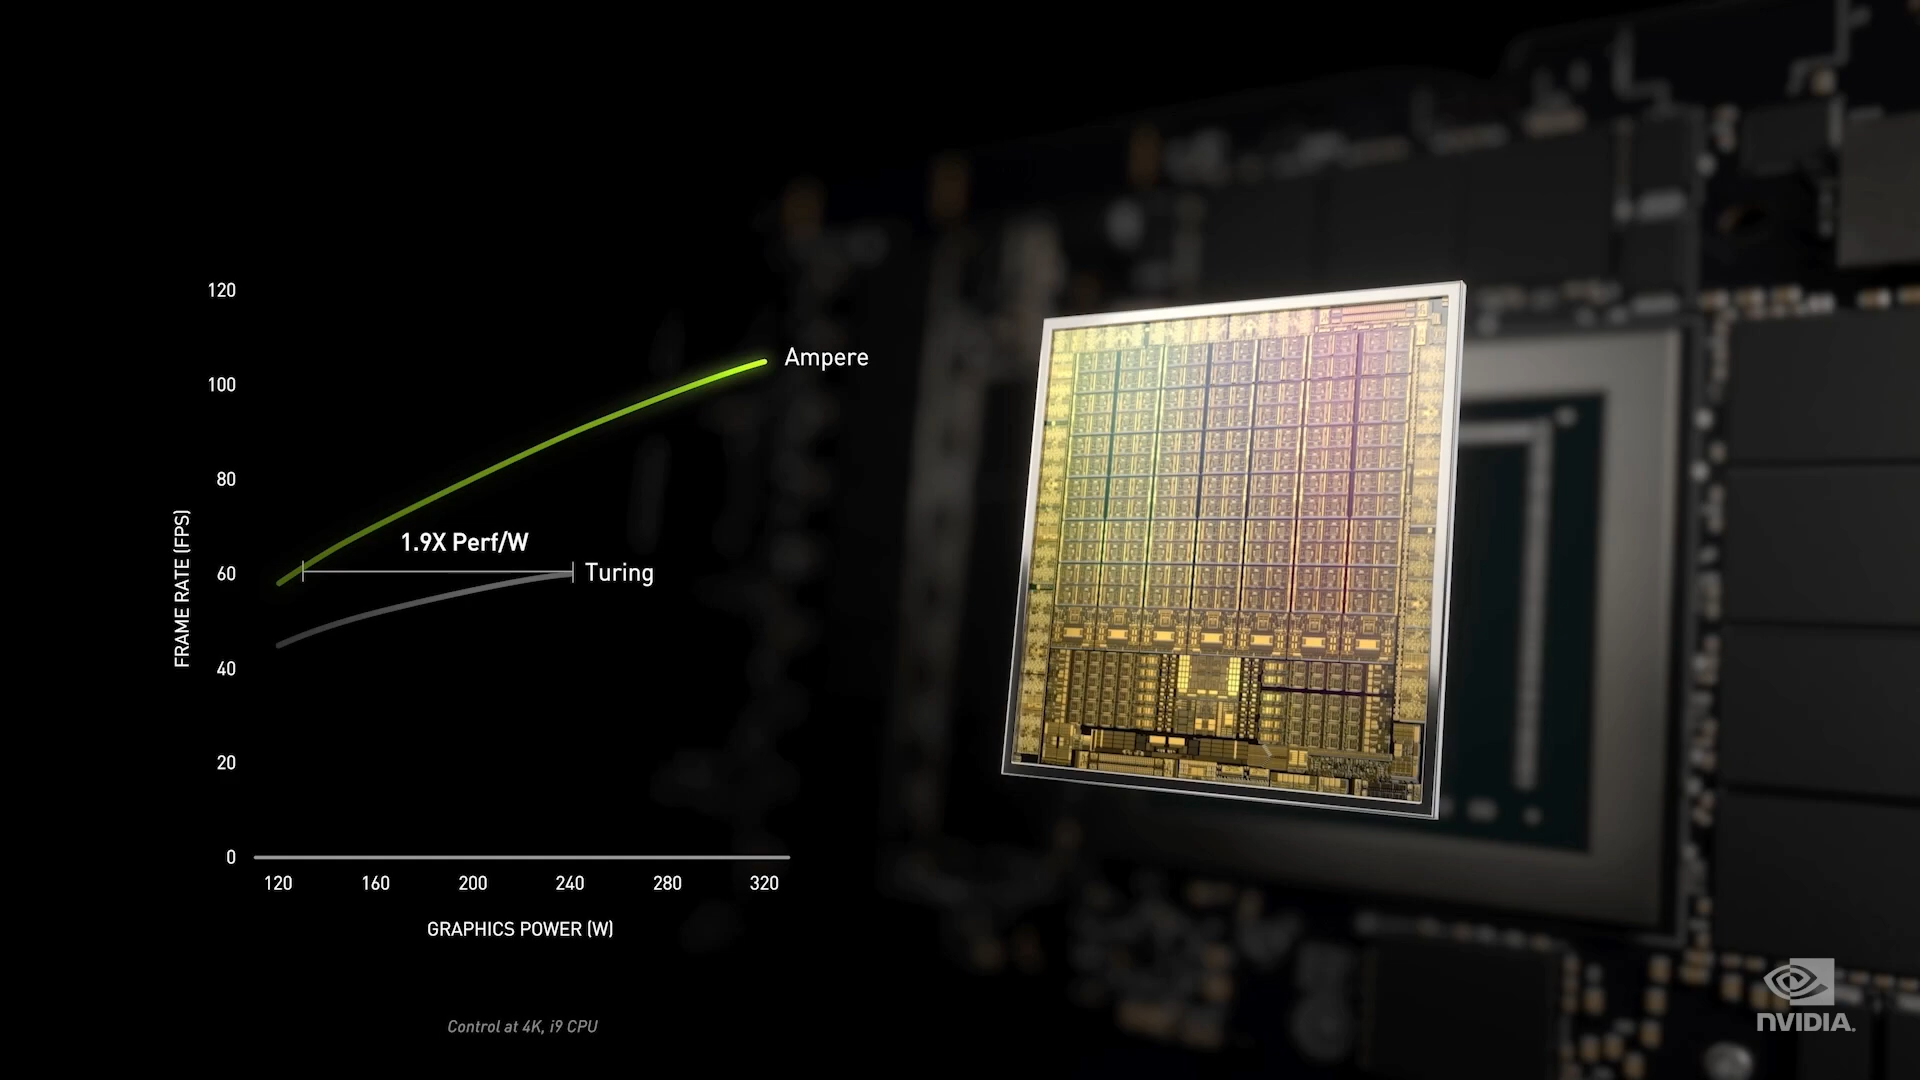 120
100
80
60
40
20
0
FRAME RATE (FPS)
Ampere
1.9X Perf/W
Turing
120 160 200 240 280 320
GRAPHICS POWER (W)
Control at 4K, i9 CPU
NVIDIA.